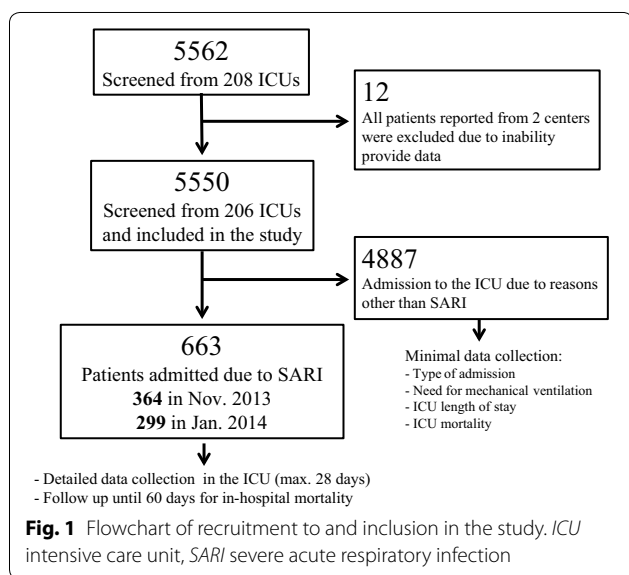 5562
Screened from 208 ICUs
12
All patients reported from 2 centers
were excluded due to inability
provide data
5550
Screened from 206 ICUs
and included in the study
4887
Admission to the ICU due to reasons
other than SARI
663
Patients admitted due to SARI
364 in Nov. 2013
299 in Jan. 2014
Minimal data collection:
- Type of admission
- Need for mechanical ventilation
- ICU length of stay
- ICU mortality
- Detailed data collection in the ICU (max. 28 days)
- Follow up until 60 days for in-hospital mortality
Fig. 1 Flowchart of recruitment to and inclusion in the study. ICU
intensive care unit, SARI severe acute respiratory infection